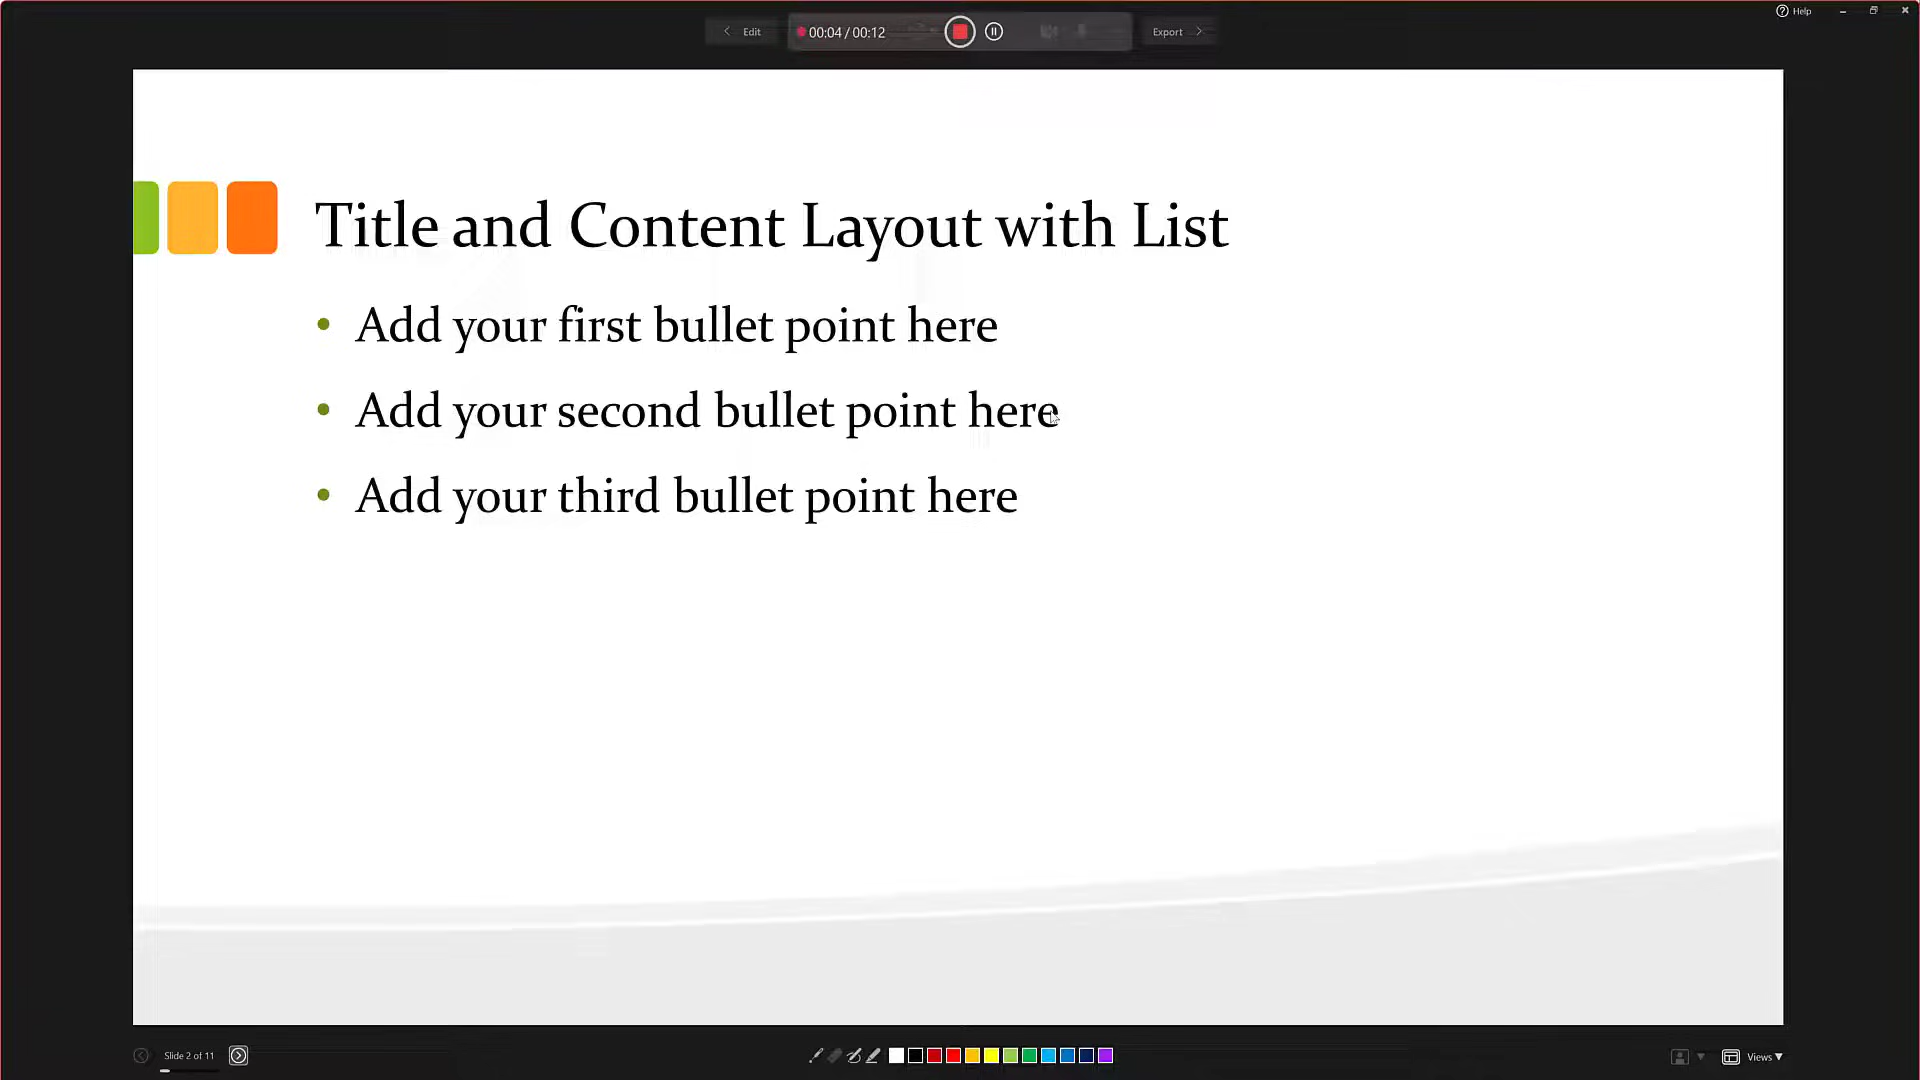 Help
Edit
00:04 / 00:12
Export
Title and Content Layout with List
• Add your first bullet point here
• Add your second bullet point here
• Add your third bullet point here
Slide 2 of 11
Views